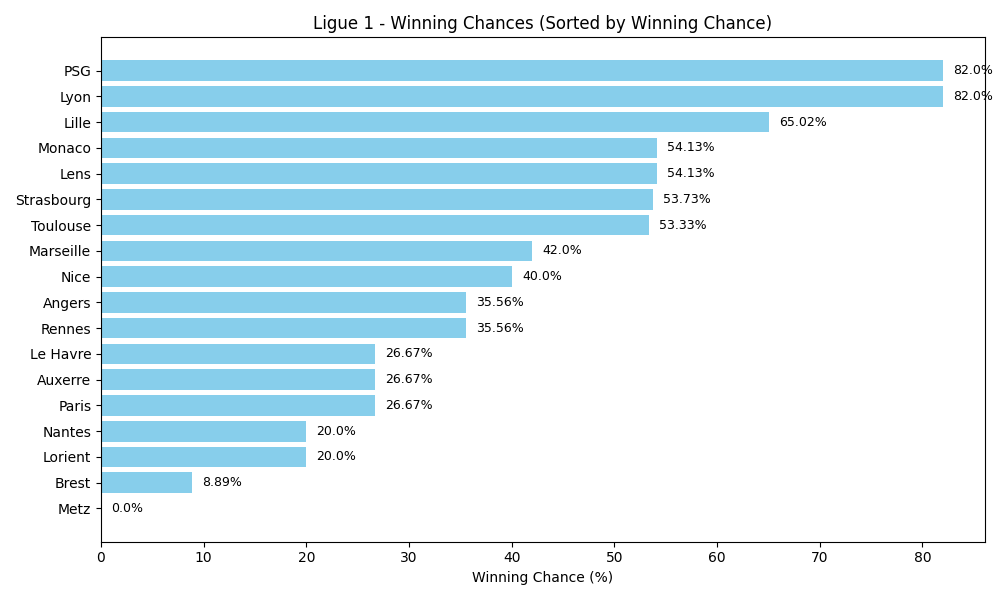 Ligue 1 - Winning Chances (Sorted by Winning Chance)
PSG 82.0%
Lyon 82.0%
Lille 65.02%
Monaco 54.13%
Lens 54.13%
Strasbourg 53.73%
Toulouse 53.33%
Marseille 42.0%
Nice 40.0%
Angers 35.56%
Rennes 35.56%
Le Havre 26.67%
Auxerre 26.67%
Paris 26.67%
Nantes 20.0%
Lorient 20.0%
Brest 8.89%
Metz 0.0%
0 10 20 30 40 50 60 70 80
Winning Chance (%)